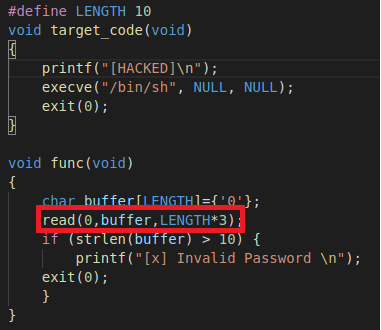 #define LENGTH 10
void target_code(void)
{
    printf("[HACKED]\n");
    execve("/bin/sh", NULL, NULL);
    exit(0);
}

void func(void)
{
    char buffer[LENGTH]={'0'};
    read(0,buffer,LENGTH*3);
    if (strlen(buffer) > 10) {
        printf("[x] Invalid Password \n");
    exit(0);
    }
}